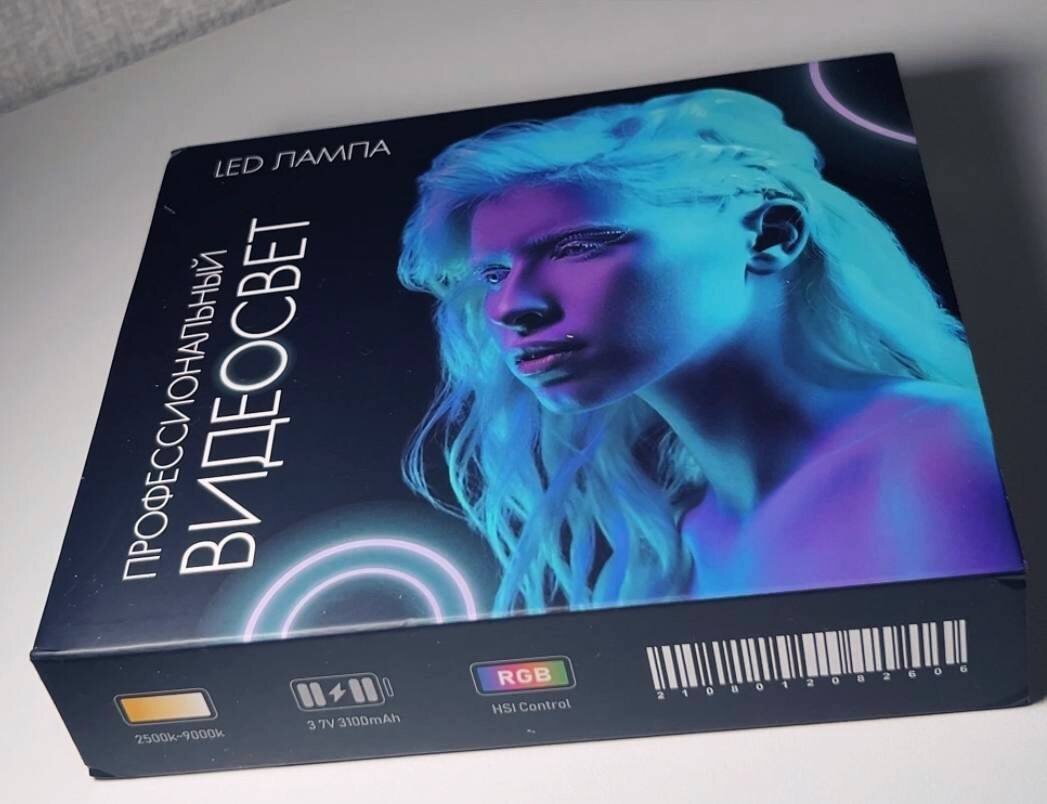 LED ЛАМПА
ПРОФЕССИОНАЛЬНЫЙ
ВИДЕОСВЕТ
2500k~9000k
3.7V 3100mAh
RGB
HSI Control
2108012082606